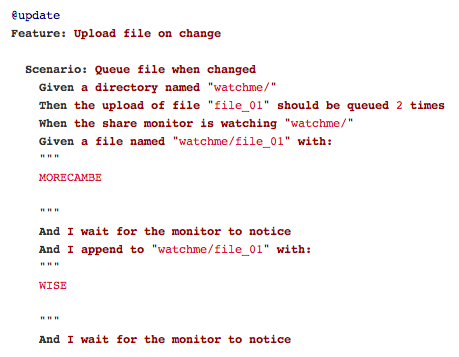 @update
Feature: Upload file on change
Scenario: Queue file when changed
Given a directory named "watchme/"
Then the upload of file "file_01" should be queued 2 times
When the share monitor is watching "watchme/"
Given a file named "watchme/file_01" with:
"""
MORECAMBE
"""
And I wait for the monitor to notice
And I append to "watchme/file_01" with:
"""
WISE
"""
And I wait for the monitor to notice